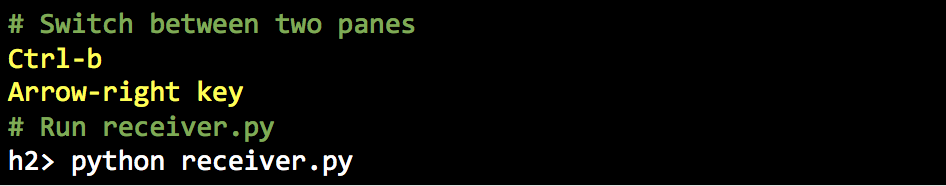 # Switch between two panes
Ctrl-b
Arrow-right key
# Run receiver.py
h2> python receiver.py